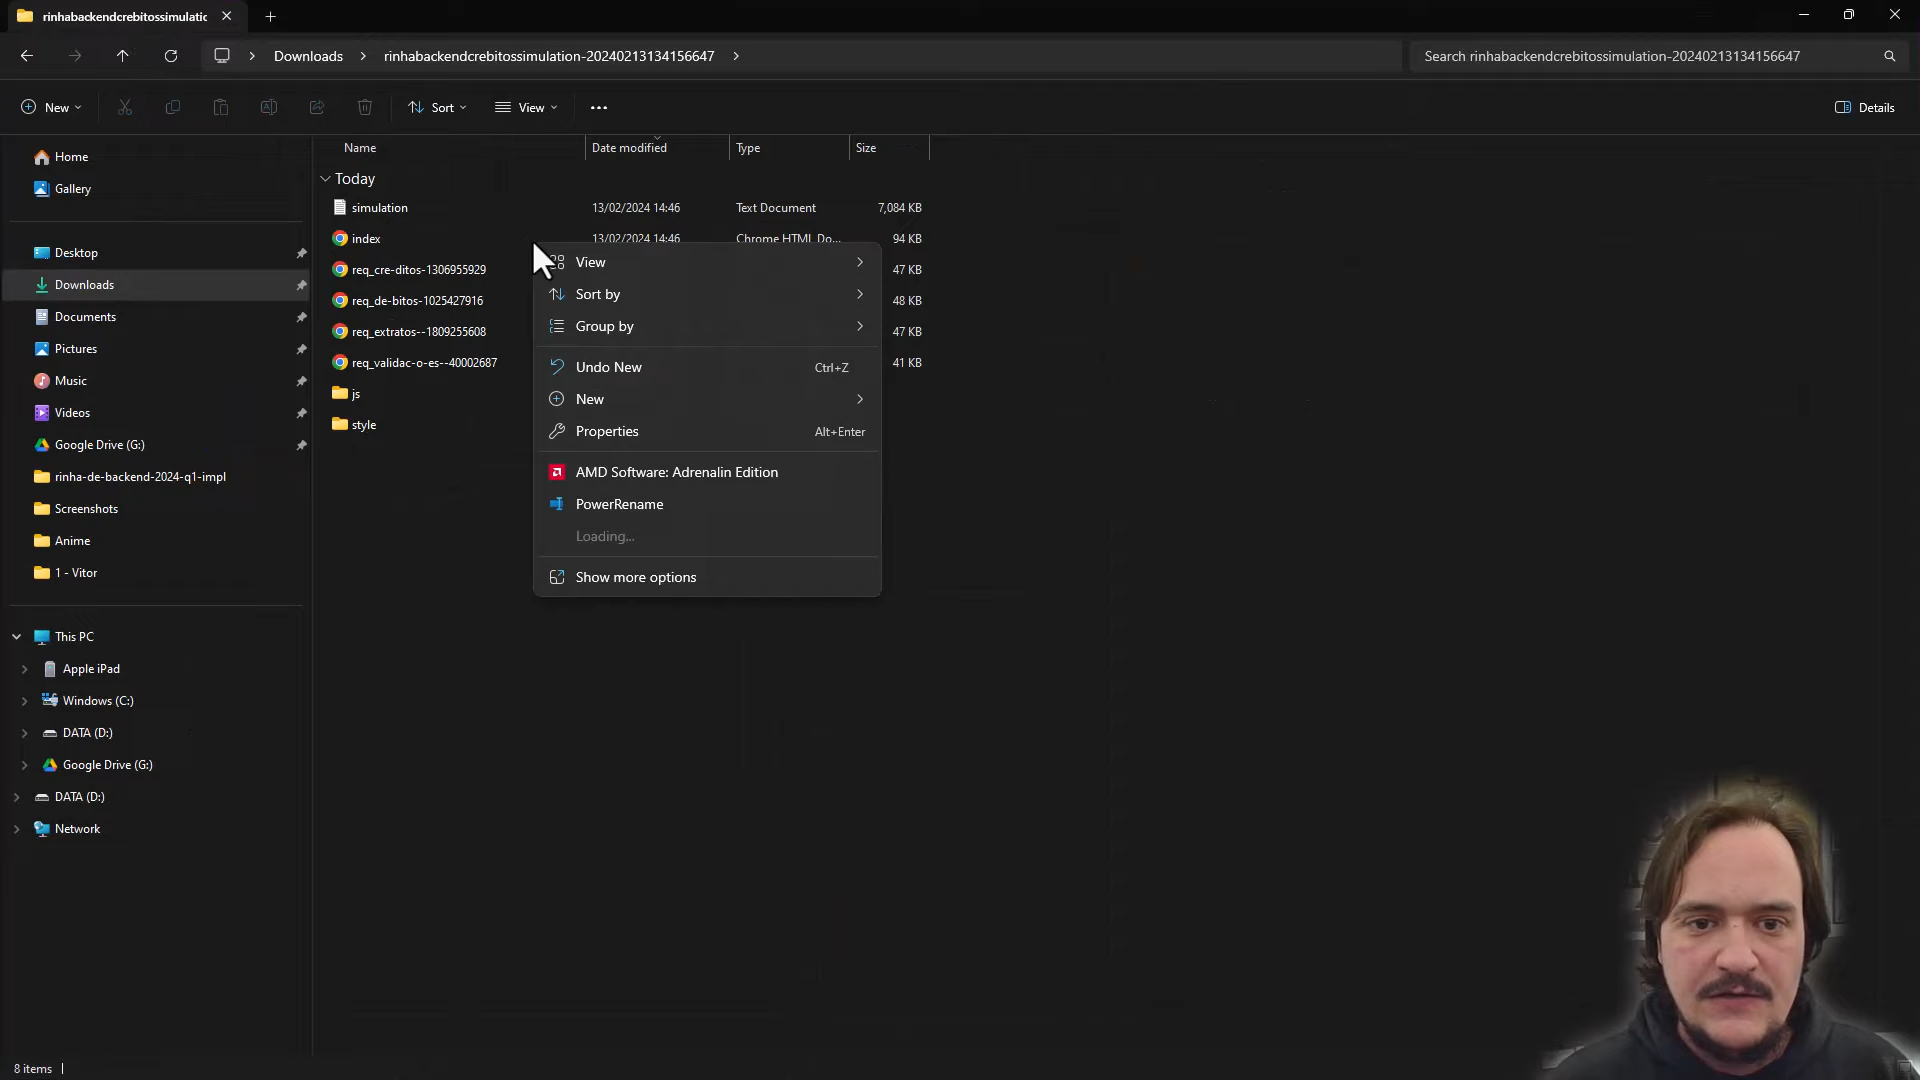 rinhabackendcrebitossimulatic
Downloads rinhabackendcrebitossimulation-20240213134156647
Search rinhabackendcrebitossimulation-20240213134156647
New
Sort
View
Details
Name Date modified Type Size
Today
simulation 13/02/2024 14:46 Text Document 7,084 KB
index 13/02/2024 14:46 Chrome HTML Do... 94 KB
req_cre-ditos-1306955929 47 KB
req_de-bitos-1025427916 48 KB
req_extratos--1809255608 47 KB
req_validac-o-es--40002687 41 KB
js
style
View
Sort by
Group by
Undo New Ctrl+Z
New
Properties Alt+Enter
AMD Software: Adrenalin Edition
PowerRename
Loading...
Show more options
Home
Gallery
Desktop
Downloads
Documents
Pictures
Music
Videos
Google Drive (G:)
rinha-de-backend-2024-q1-impl
Screenshots
Anime
1 - Vitor
This PC
Apple iPad
Windows (C:)
DATA (D:)
Google Drive (G:)
DATA (D:)
Network
8 items